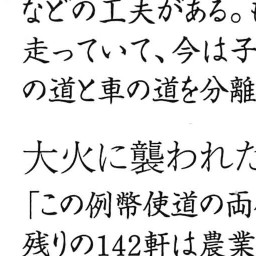 などの工夫がある。
走っていて、今は子
の道と車の道を分離
大火に襲われた
「この例幣使道の両
残りの142軒は農業